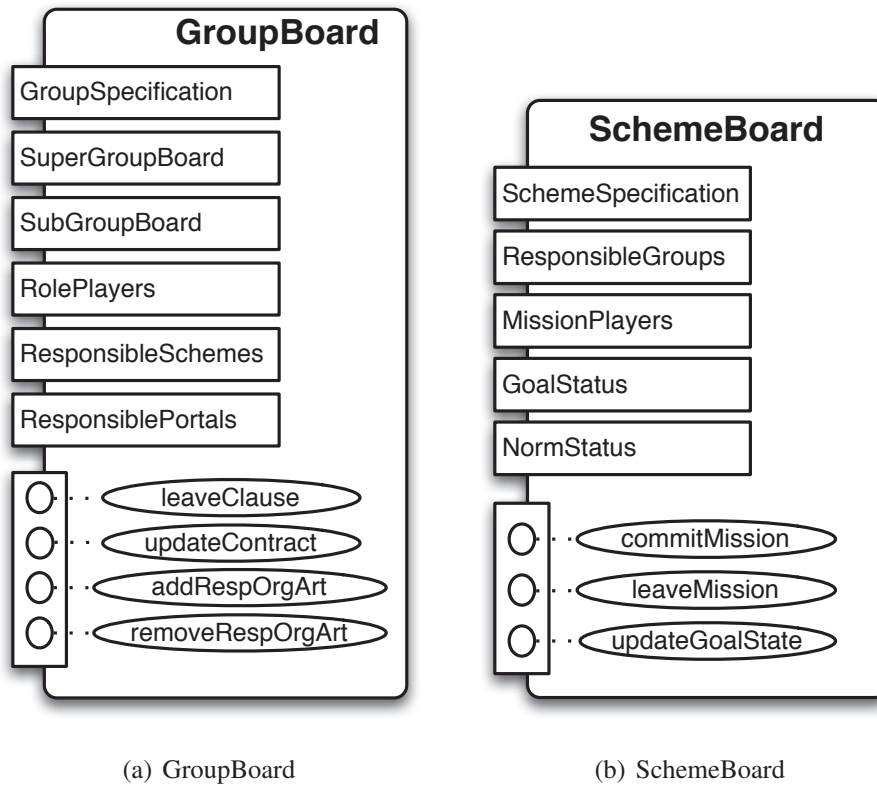 GroupBoard
GroupSpecification
SuperGroupBoard
SubGroupBoard
RolePlayers
ResponsibleSchemes
ResponsiblePortals
leaveClause
updateContract
addRespOrgArt
removeRespOrgArt
(a) GroupBoard
SchemeBoard
SchemeSpecification
ResponsibleGroups
MissionPlayers
GoalStatus
NormStatus
commitMission
leaveMission
updateGoalState
(b) SchemeBoard